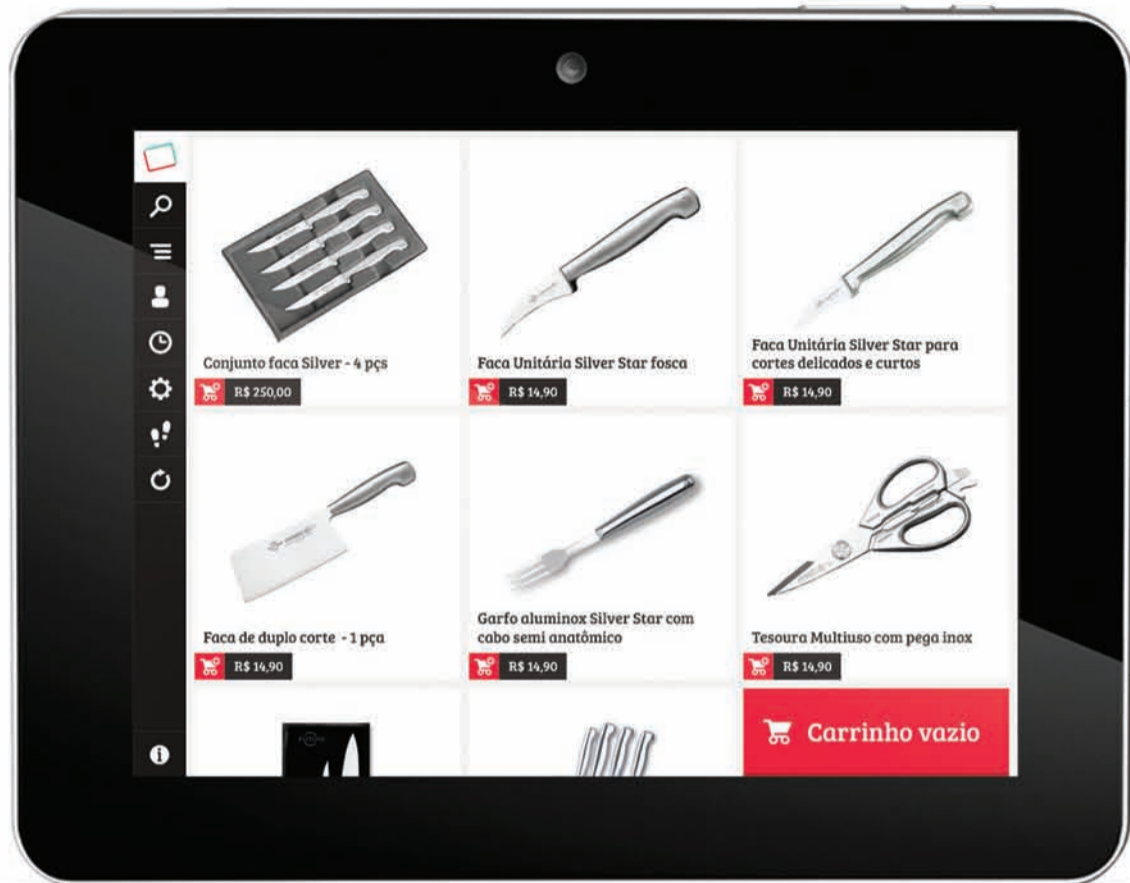 Conjunto faca Silver - 4 pçs
R$ 250,00
Faca Unitária Silver Star fosca
R$ 14,90
Faca Unitária Silver Star para
cortes delicados e curtos
R$ 14,90
Faca de duplo corte - 1 pça
R$ 14,90
Garfo aluminox Silver Star com
cabo semi anatômico
R$ 14,90
Tesoura Multiuso com pega inox
R$ 14,90
Carrinho vazio